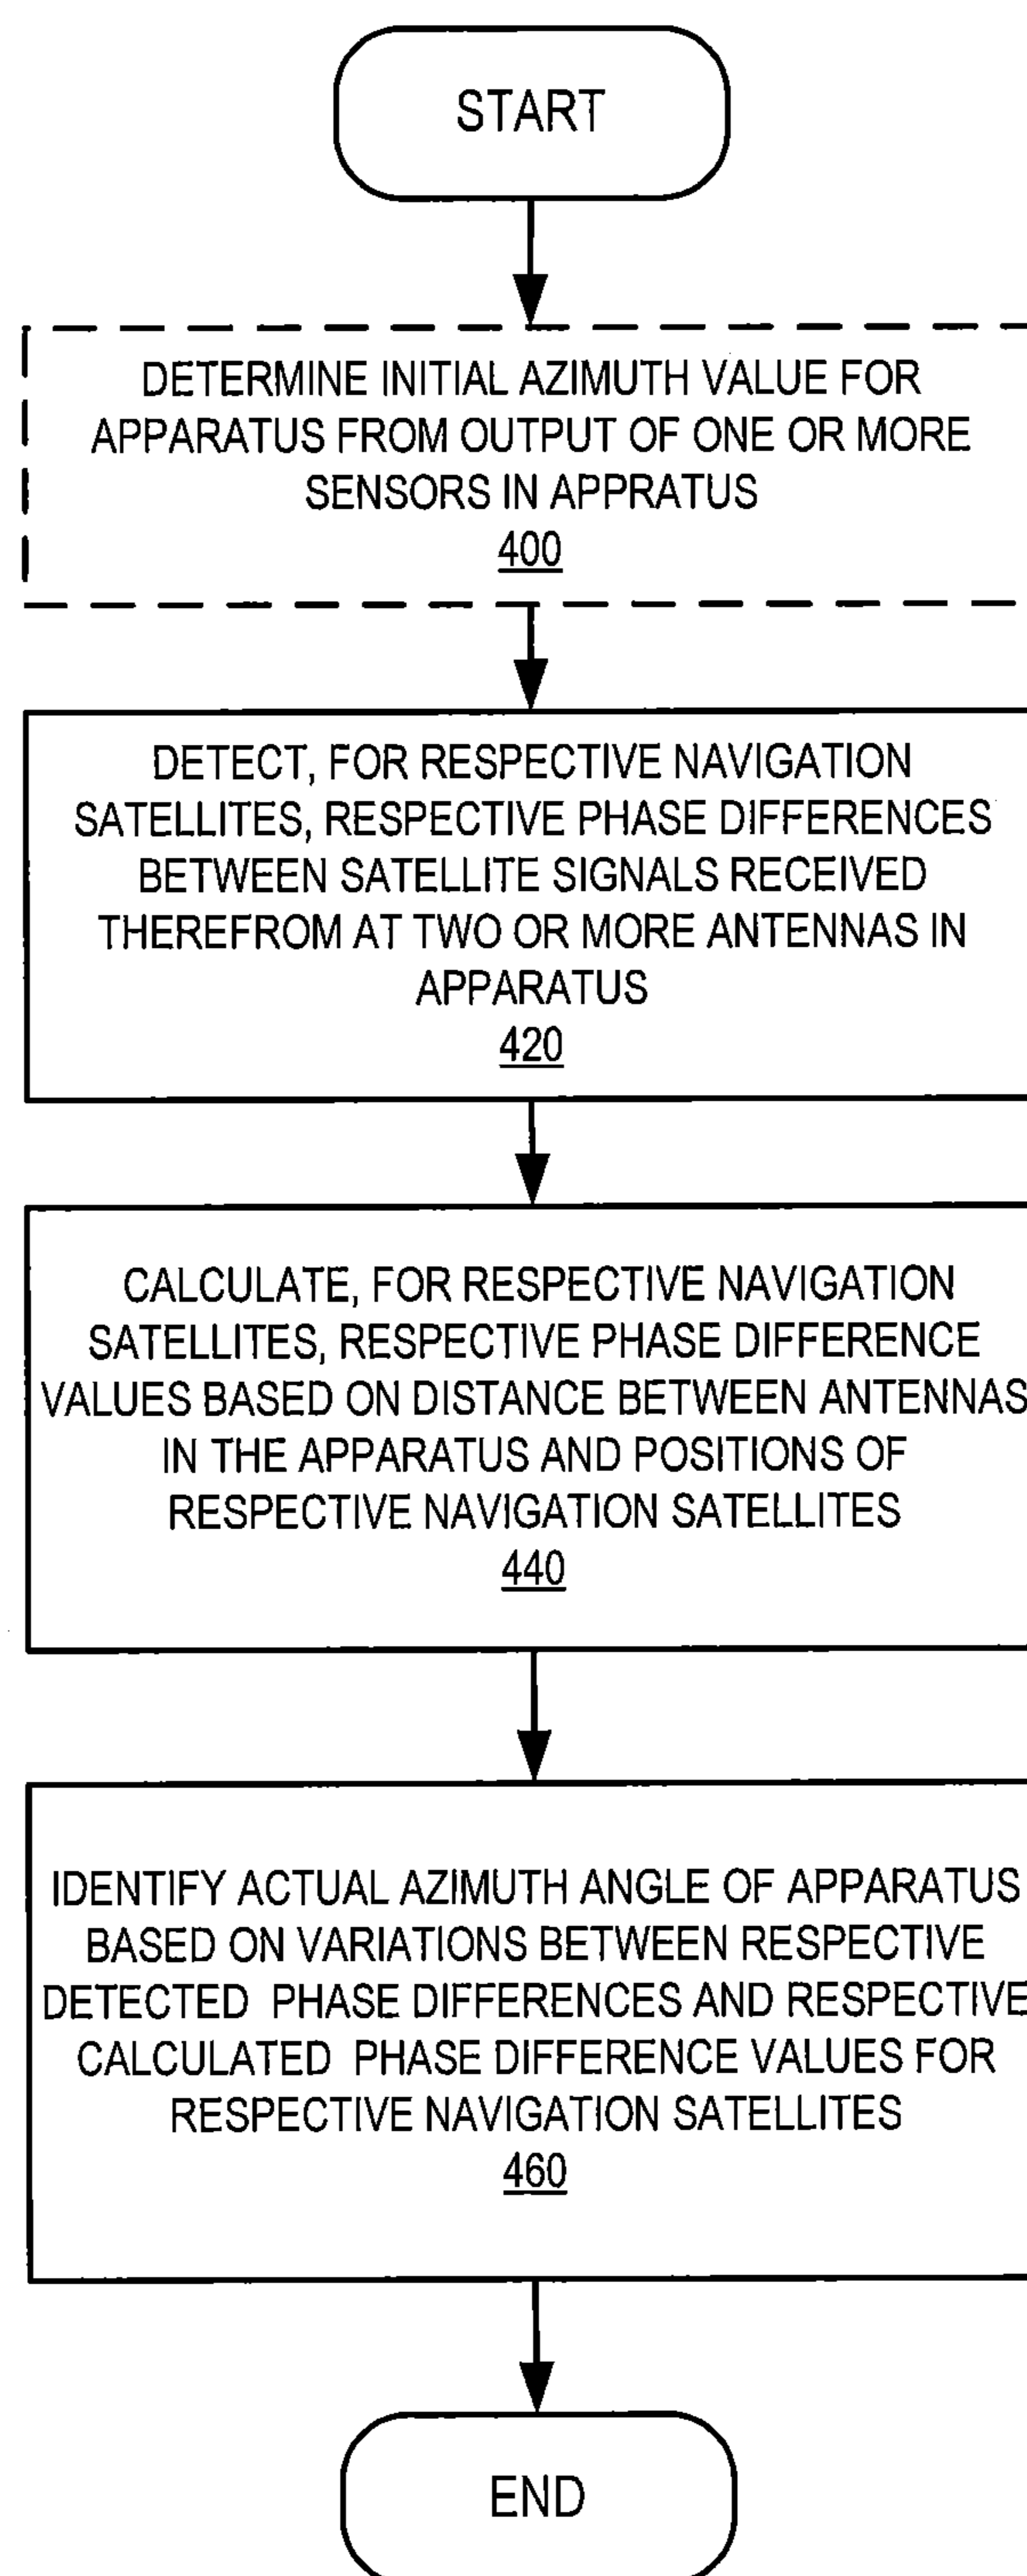 START
DETERMINE INITIAL AZIMUTH VALUE FOR
APPARATUS FROM OUTPUT OF ONE OR MORE
SENSORS IN APPRATUS
400
DETECT, FOR RESPECTIVE NAVIGATION
SATELLITES, RESPECTIVE PHASE DIFFERENCES
BETWEEN SATELLITE SIGNALS RECEIVED
THEREFROM AT TWO OR MORE ANTENNAS IN
APPARATUS
420
CALCULATE, FOR RESPECTIVE NAVIGATION
SATELLITES, RESPECTIVE PHASE DIFFERENCE
VALUES BASED ON DISTANCE BETWEEN ANTENNAS
IN THE APPARATUS AND POSITIONS OF
RESPECTIVE NAVIGATION SATELLITES
440
IDENTIFY ACTUAL AZIMUTH ANGLE OF APPARATUS
BASED ON VARIATIONS BETWEEN RESPECTIVE
DETECTED PHASE DIFFERENCES AND RESPECTIVE
CALCULATED PHASE DIFFERENCE VALUES FOR
RESPECTIVE NAVIGATION SATELLITES
460
END